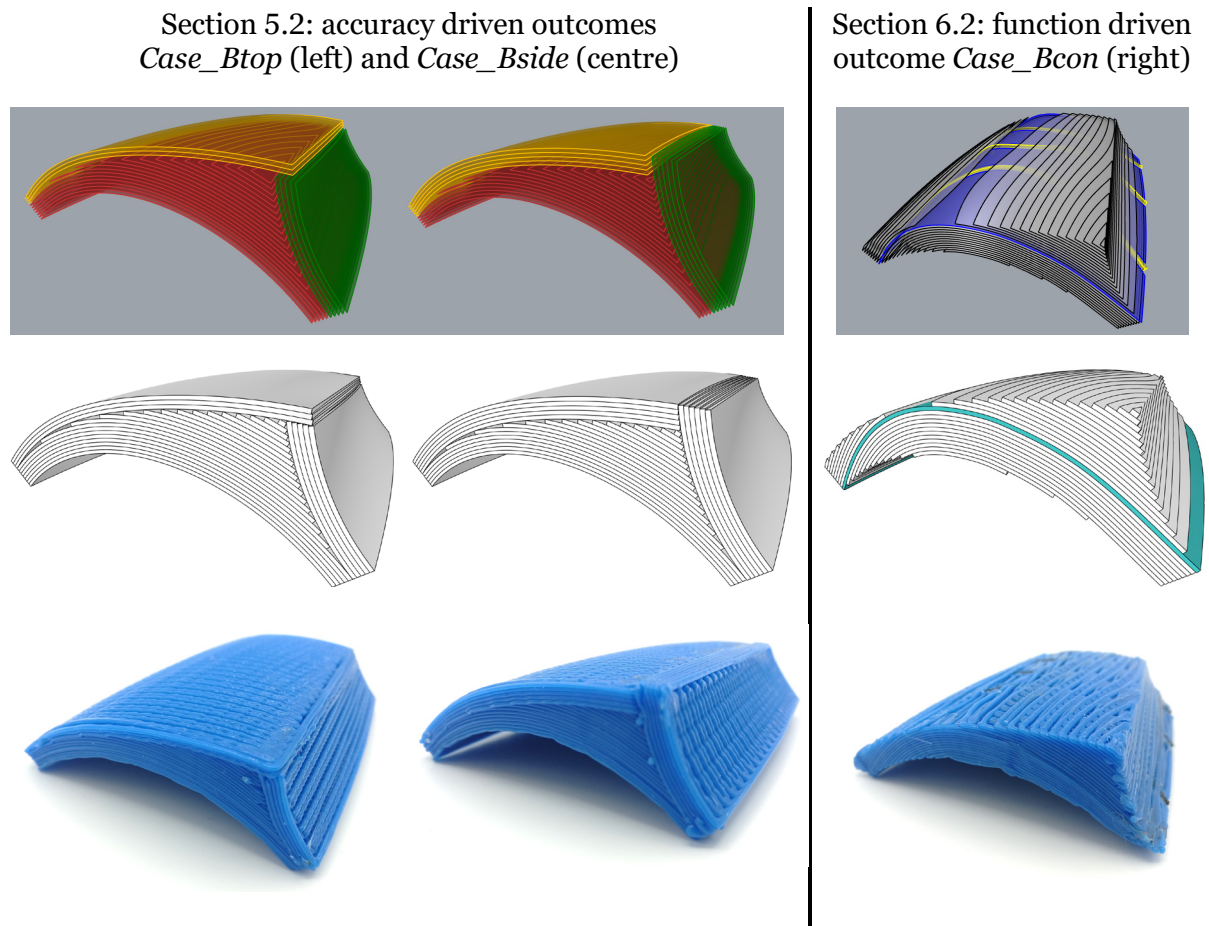 Section 5.2: accuracy driven outcomes
Case_Btop (left) and Case_Bside (centre)
Section 6.2: function driven
outcome Case_Bcon (right)